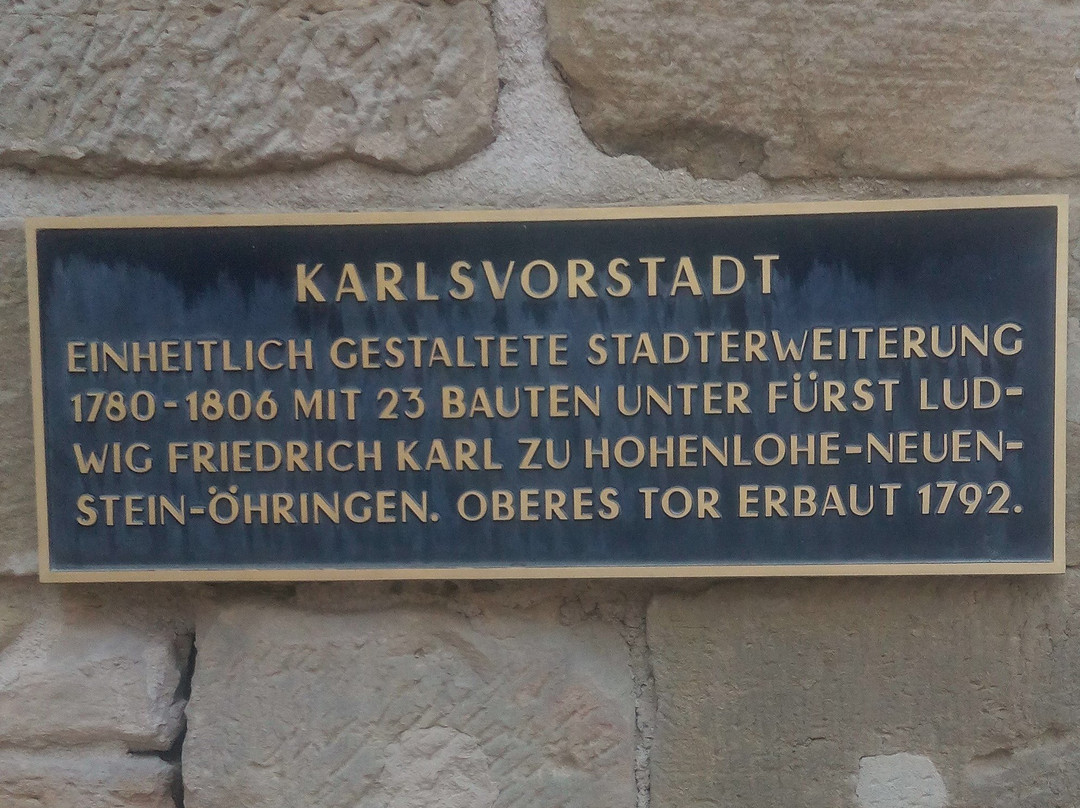 KARLSVORSTADT
EINHEITLICH GESTALTETE STADTERWEITERUNG
1780-1806 MIT 23 BAUTEN UNTER FÜRST LUD-
WIG FRIEDRICH KARL ZU HOHENLOHE-NEUEN-
STEIN-ÖHRINGEN. OBERES TOR ERBAUT 1792.